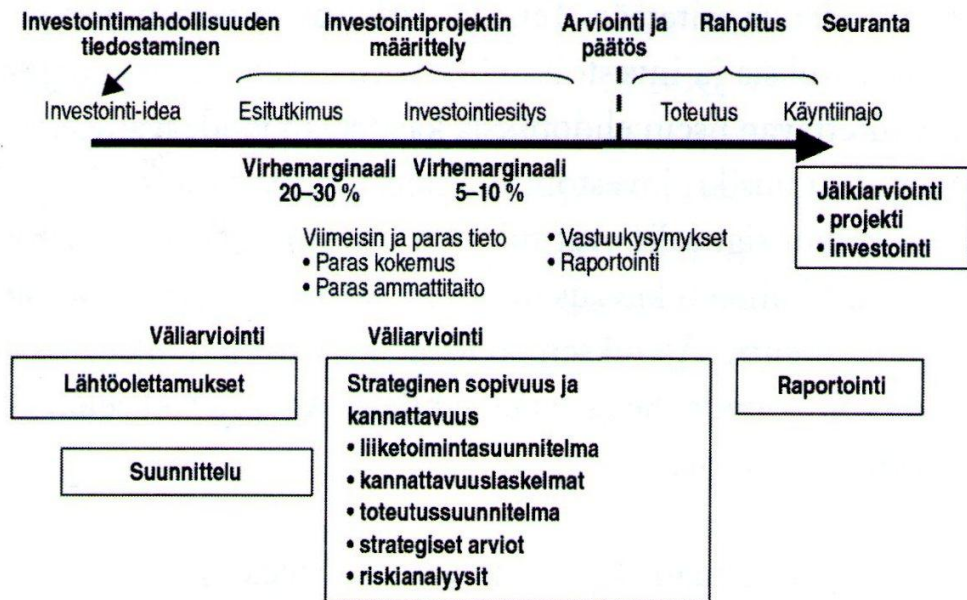 Investointimahdollisuuden
tiedostaminen
Investointiprojektin
määrittely
Arviointi ja
päätös
Rahoitus
Seuranta
Investointi-idea
Esitutkimus
Investointiesitys
Toteutus
Käyntiinajo
Virhemarginaali
20–30 %
Virhemarginaali
5–10 %
Jälkiarviointi
• projekti
• investointi
Viimeisin ja paras tieto
• Paras kokemus
• Paras ammattitaito
• Vastuukysymykset
• Raportointi
Väliarviointi
Väliarviointi
Lähtöolettamukset
Suunnittelu
Strateginen sopivuus ja
kannattavuus
• liiketoimintasuunnitelma
• kannattavuuslaskelmat
• toteutussuunnitelma
• strategiset arviot
• riskianalyysit
Raportointi